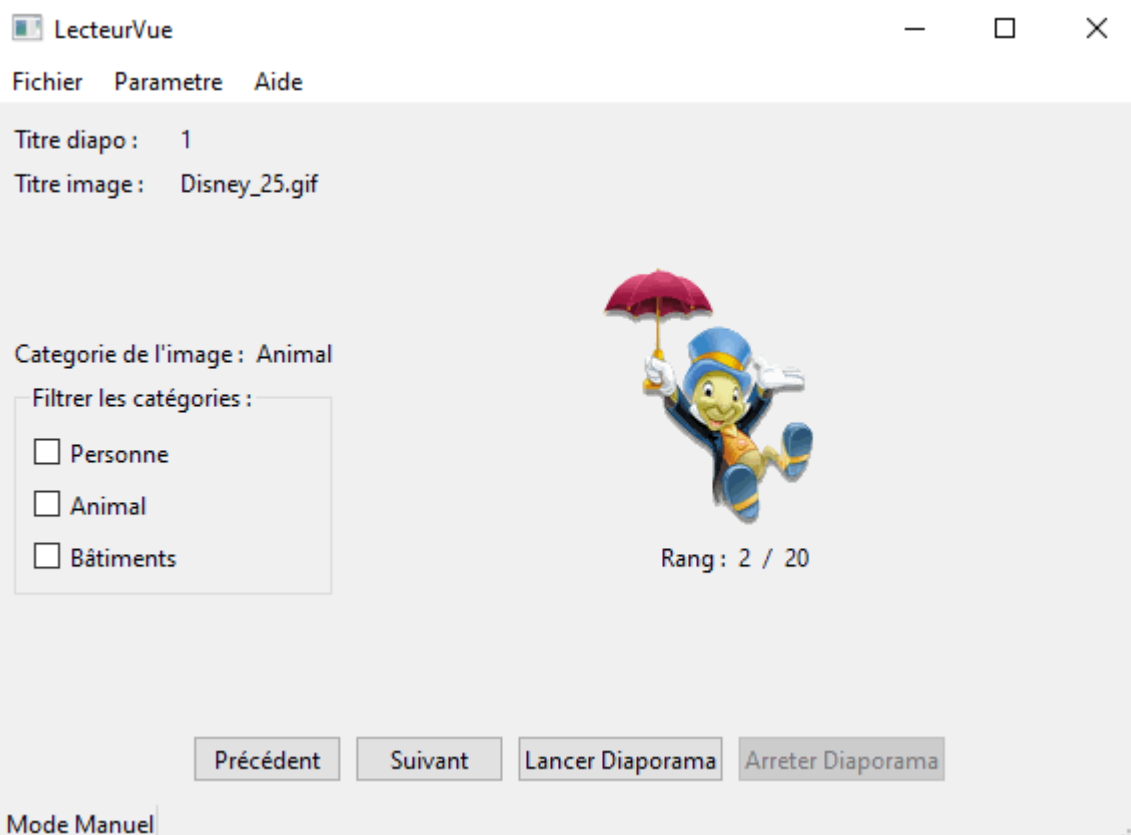 LecteurVue
Fichier Parametre Aide
Titre diapo : 1
Titre image : Disney_25.gif
Categorie de l'image : Animal
Filtrer les catégories :
Personne
Animal
Bâtiments
Rang : 2 / 20
Précédent Suivant Lancer Diaporama Arreter Diaporama
Mode Manuel